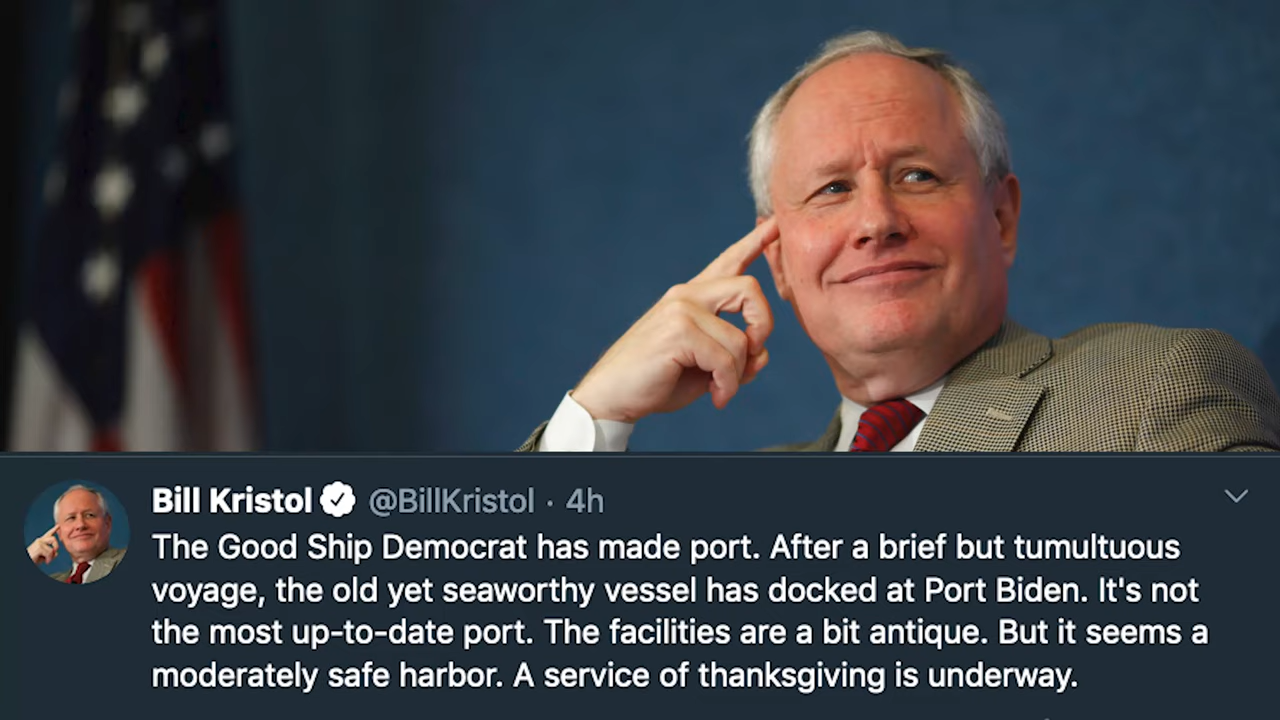 Bill Kristol @BillKristol · 4h
The Good Ship Democrat has made port. After a brief but tumultuous
voyage, the old yet seaworthy vessel has docked at Port Biden. It's not
the most up-to-date port. The facilities are a bit antique. But it seems a
moderately safe harbor. A service of thanksgiving is underway.